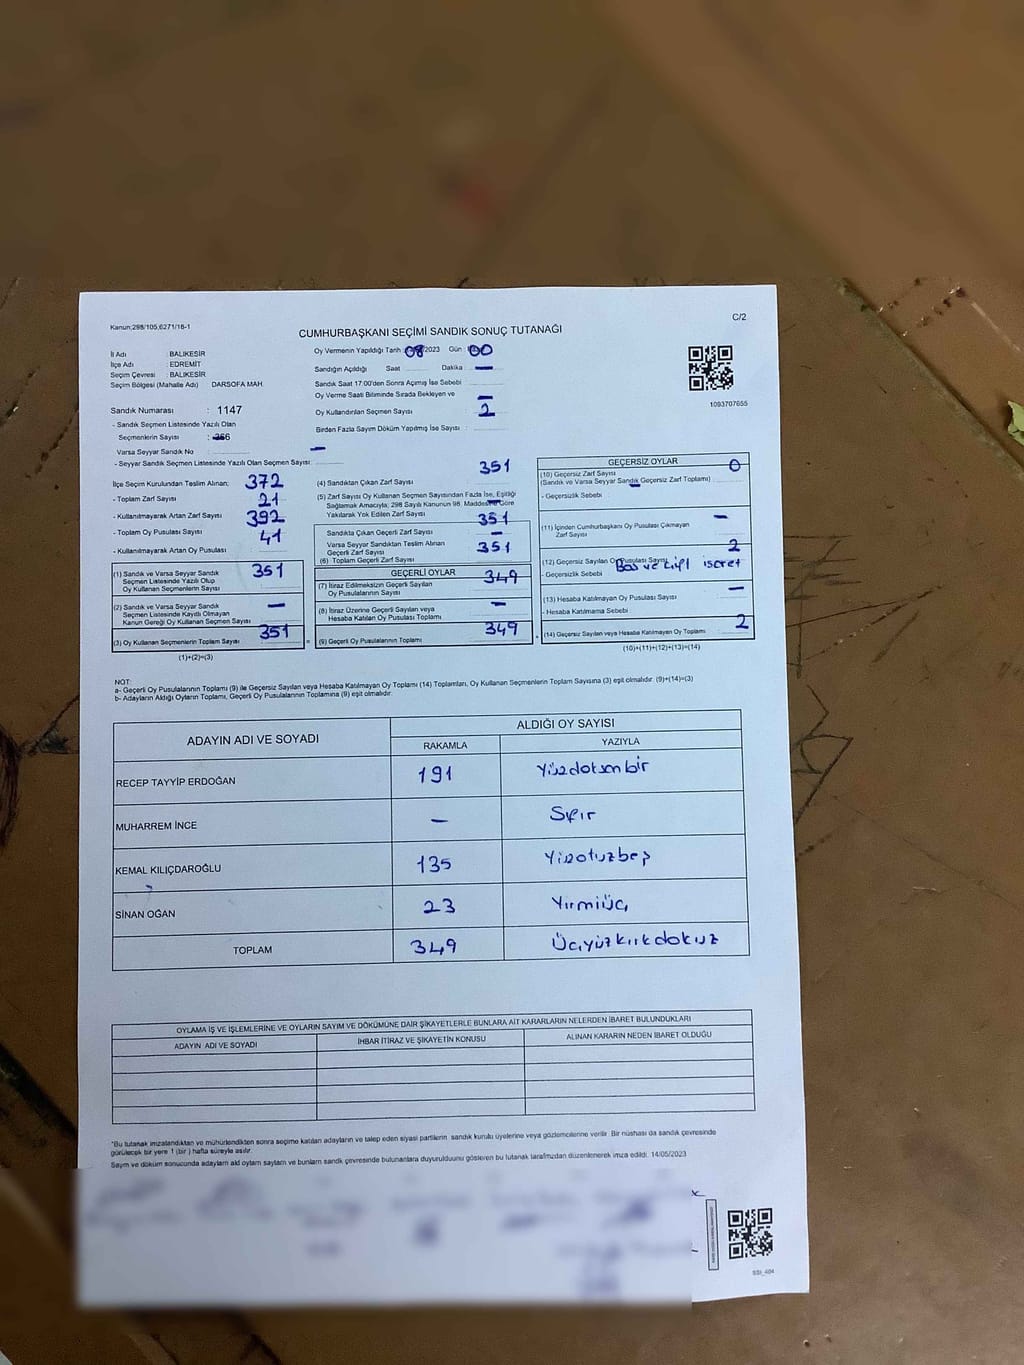 Kanun;298/105,6271/16-1
C/2
CUMHURBAŞKANI SEÇİMİ SANDIK SONUÇ TUTANAĞI
İl Adı : BALIKESİR
İlçe Adı : EDREMİT
Seçim Çevresi : BALIKESİR
Seçim Bölgesi (Mahalle Adı) DARSOFA MAH.
Oy Vermenin Yapıldığı Tarih : /2023 Gün : 00
Sandığın Açıldığı Saat Dakika —
Sandık Saat 17:00'den Sonra Açımış İse Sebebi
Oy Verme Saati Bitiminde Sırada Bekleyen ve —
Oy Kullandırılan Seçmen Sayısı 2
Birden Fazla Sayım Döküm Yapılmış İse Sayısı :
1093707655
Sandık Numarası : 1147
- Sandık Seçmen Listesinde Yazılı Olan
Seçmenlerin Sayısı :
Varsa Seyyar Sandık No : —
- Seyyar Sandık Seçmen Listesinde Yazılı Olan Seçmen Sayısı:
İlçe Seçim Kurulundan Teslim Alınan; 372
- Toplam Zarf Sayısı 21
- Kullanılmayarak Artan Zarf Sayısı 392
- Toplam Oy Pusulası Sayısı 41
- Kullanılmayarak Artan Oy Pusulası
(1) Sandık ve Varsa Seyyar Sandık 351
Seçmen Listesinde Yazılı Olup
Oy Kullananların Sayısı
(2) Sandık ve Varsa Seyyar Sandık —
Seçmen Listesinde Kayıtlı Olmayan
Kanun Gereği Oy Kullanan Seçmen Sayısı
(3) Oy Kullanan Seçmenlerin Toplam Sayısı 351
(1)+(2)=(3)
351
(4) Sandıktan Çıkan Zarf Sayısı
(5) Zarf Sayısı Oy Kullanan Seçmen Sayısından Fazla İse, Eşitliği
Sağlamak Amacıyla; 298 Sayılı Kanunun 98. Maddesine Göre —
Yakılarak Yok Edilen Zarf Sayısı 351
Sandıkta Çıkan Geçerli Zarf Sayısı —
Varsa Seyyar Sandıktan Teslim Alınan
Geçerli Zarf Sayısı 351
(6) Toplam Geçerli Zarf Sayısı
GEÇERLİ OYLAR
(7) İtiraz Edilmeksizin Geçerli Sayılan 349
Oy Pusulalarının Sayısı
(8) İtiraz Üzerine Geçerli Sayılan veya —
Hesaba Katılan Oy Pusulası Toplamı
(9) Geçerli Oy Pusulalarının Toplamı 349
GEÇERSİZ OYLAR
(10) Geçersiz Zarf Sayısı 0
(Sandık ve Varsa Seyyar Sandık Geçersiz Zarf Toplamı)
- Geçersizlik Sebebi —
(11) İçinden Cumhurbaşkanı Oy Pusulası Çıkmayan —
Zarf Sayısı
(12) Geçersiz Sayılan Oy Pusulası Sayısı 2
- Geçersizlik Sebebi Boş ve işret
(13) Hesaba Katılmayan Oy Pusulası Sayısı —
- Hesaba Katılmama Sebebi
(14) Geçersiz Sayılan veya Hesaba Katılmayan Oy Toplamı 2
(10)+(11)+(12)+(13)=(14)
NOT:
a- Geçerli Oy Pusulalarının Toplamı (9) ile Geçersiz Sayılan veya Hesaba Katılmayan Oy Toplamı (14) Toplamları, Oy Kullanan Seçmenlerin Toplam Sayısına (3) eşit olmalıdır. (9)+(14)=(3)
b- Adayların Aldığı Oyların Toplamı, Geçerli Oy Pusulalarının Toplamına (9) eşit olmalıdır.
ADAYIN ADI VE SOYADI
ALDIĞI OY SAYISI
RAKAMLA YAZIYLA
RECEP TAYYİP ERDOĞAN 191 Yüzdoksanbir
MUHARREM İNCE — Sıfır
KEMAL KILIÇDAROĞLU 135 Yüzotuzbeş
SİNAN OĞAN 23 Yirmiüç
TOPLAM 349 Üçyüzkırkdokuz
OYLAMA İŞ VE İŞLEMLERİNE VE OYLARIN SAYIM VE DÖKÜMÜNE DAİR ŞİKAYETLERLE BUNLARA AİT KARARLARIN NELERDEN İBARET BULUNDUKLARI
ADAYIN ADI VE SOYADI İHBAR İTİRAZ VE ŞİKAYETİN KONUSU ALINAN KARARIN NEDEN İBARET OLDUĞU
*Bu tutanak imzalandıktan ve mühürlendikten sonra seçime katılan adayların ve talep eden siyasi partilerin sandık kurulu üyelerine veya gözlemcilerine verilir. Bir nüshası da sandık çevresinde
görülecek bir yere 1 (bir ) hafta süreyle asılır.
Sayım ve döküm sonucunda adayların aldı oyların sayıları ve bunların sandık çevresinde bulunanlara duyurulduunu gösteren bu tutanak tarafımızdan düzenlenerek imza edildi. 14/05/2023
SSI_404